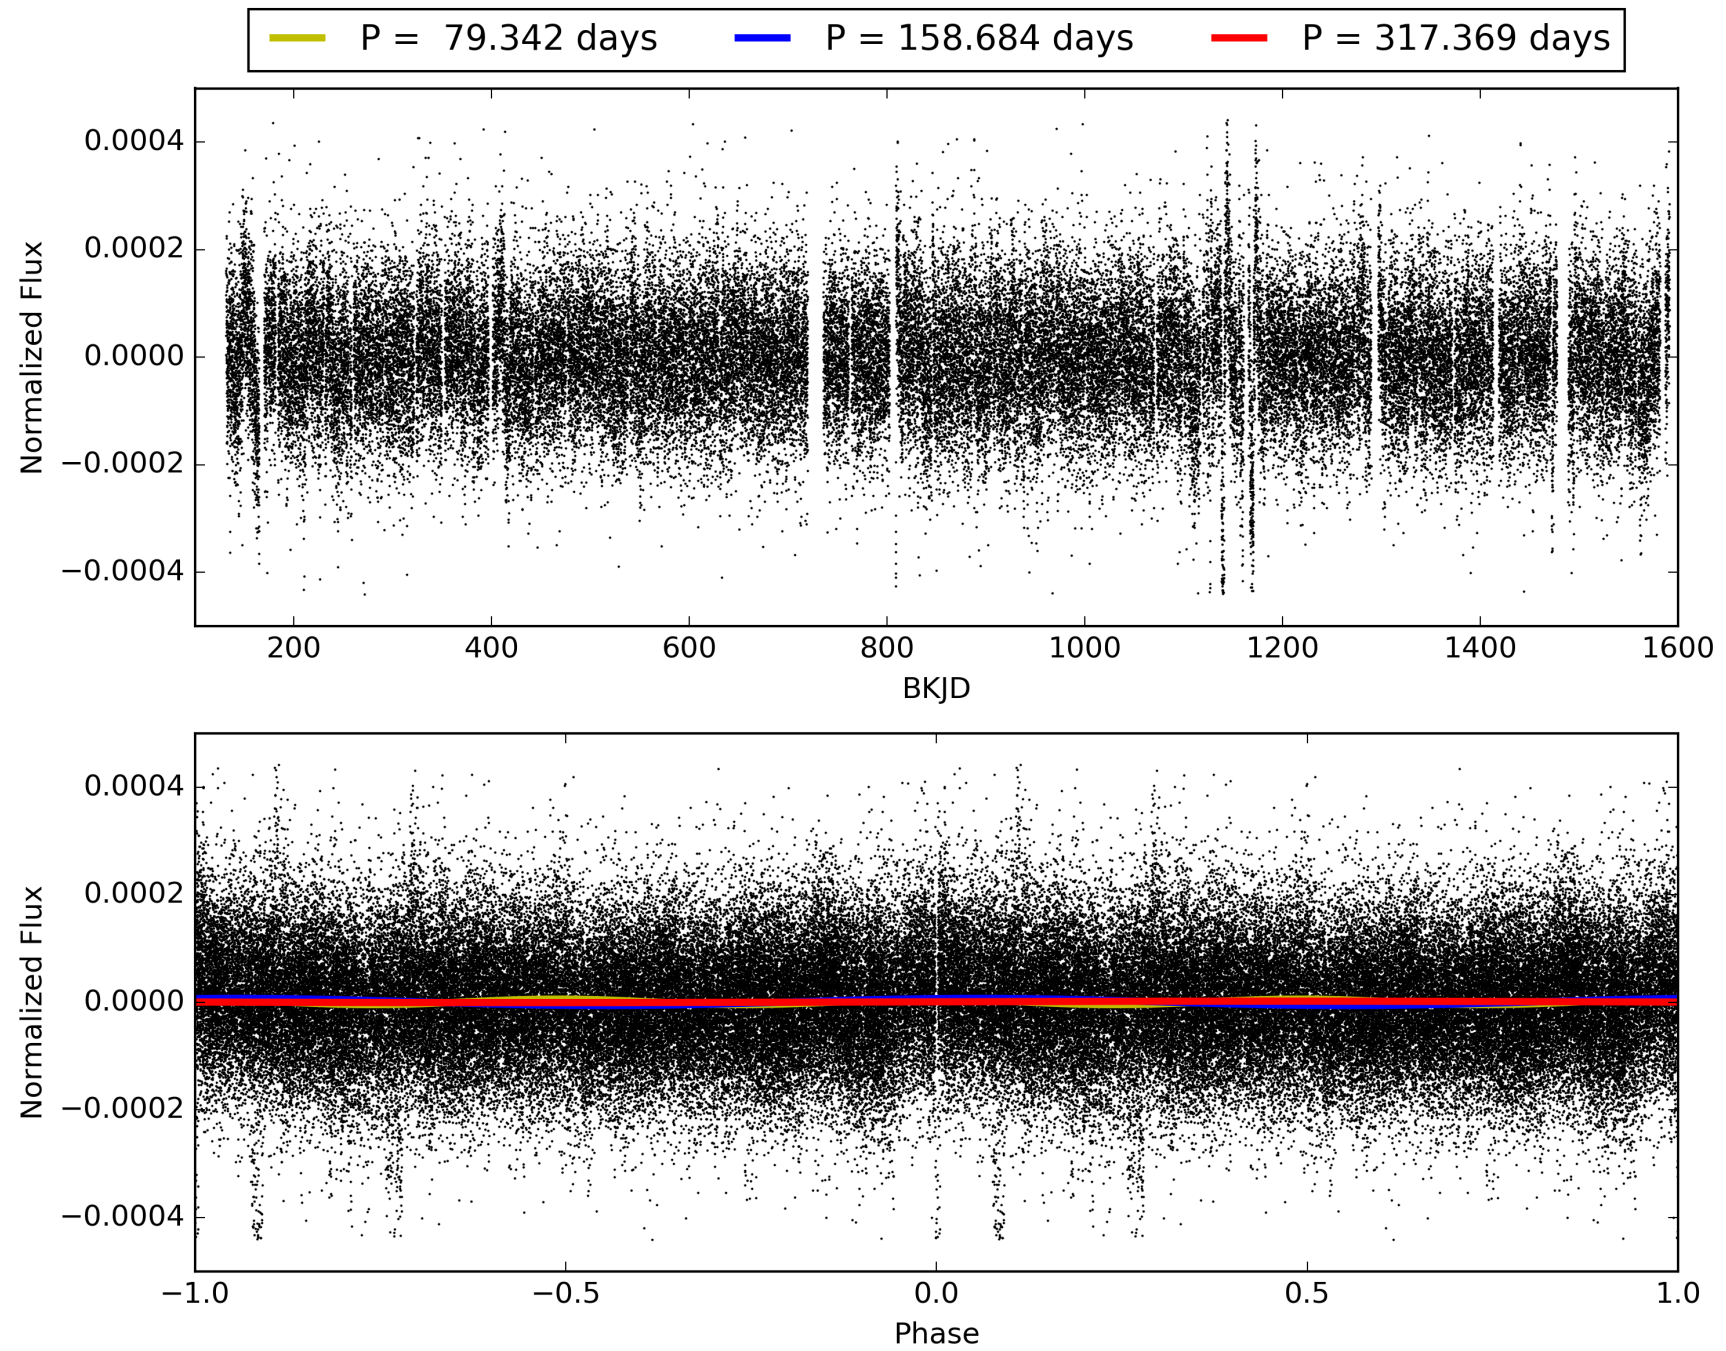 P = 79.342 days P = 158.684 days P = 317.369 days
0.0004
0.0002
0.0000
−0.0002
−0.0004
Normalized Flux
200 400 600 800 1000 1200 1400 1600
BKJD
0.0004
0.0002
0.0000
−0.0002
−0.0004
Normalized Flux
−1.0 −0.5 0.0 0.5 1.0
Phase